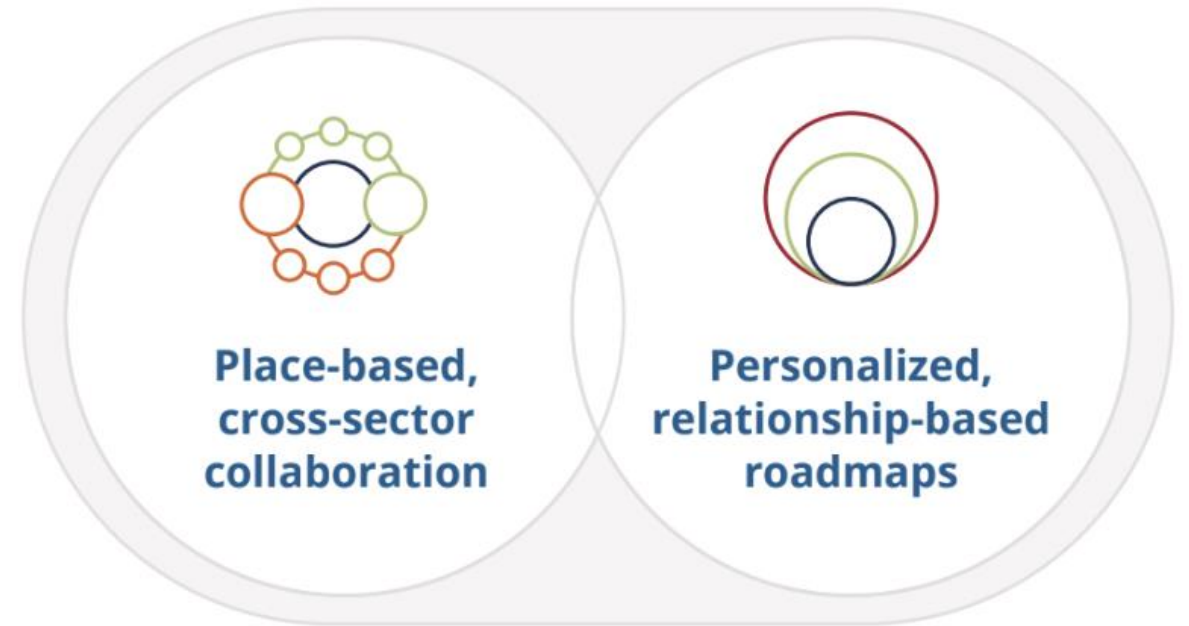 Place-based,
cross-sector
collaboration
Personalized,
relationship-based
roadmaps